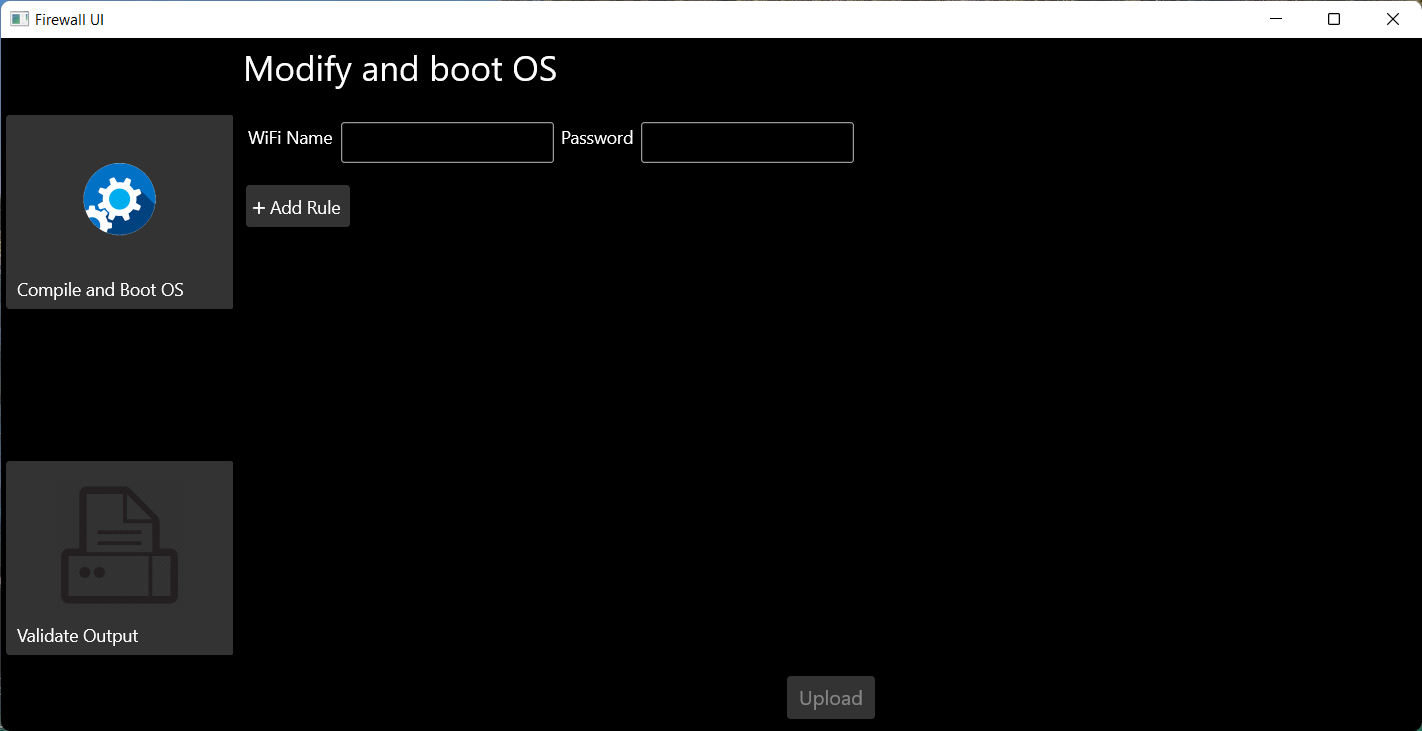 Firewall UI
Modify and boot OS
WiFi Name
Password
+ Add Rule
Compile and Boot OS
Validate Output
Upload